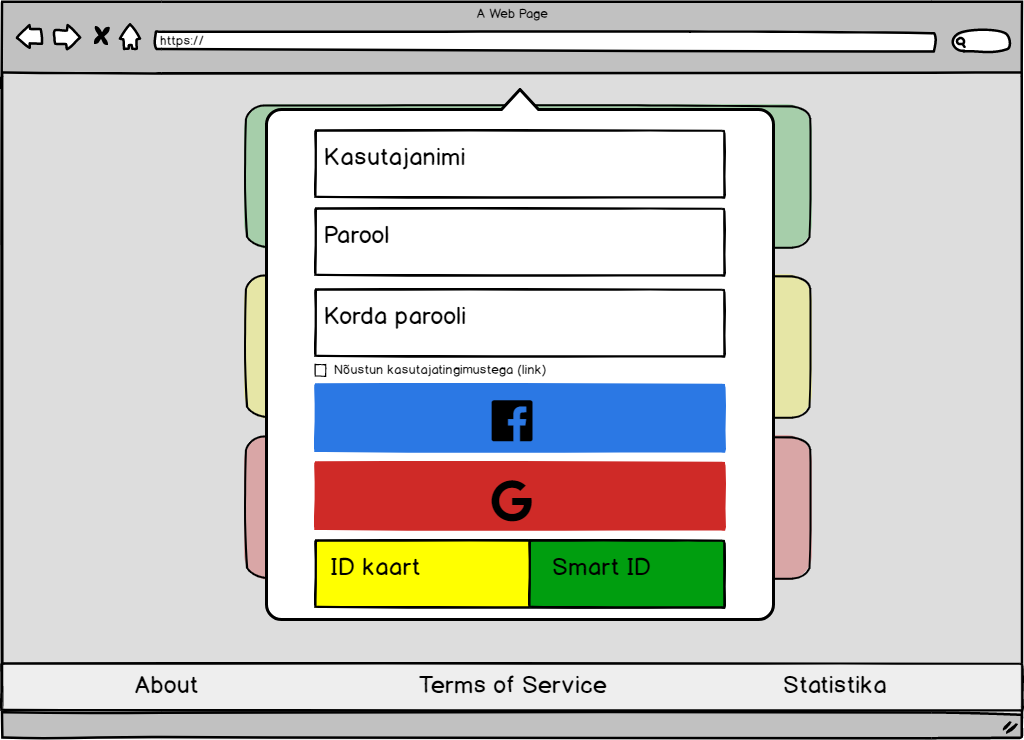 A Web Page
https://
Kasutajanimi
Parool
Korda parooli
Nõustun kasutajatingimustega (link)
ID kaart
Smart ID
About
Terms of Service
Statistika